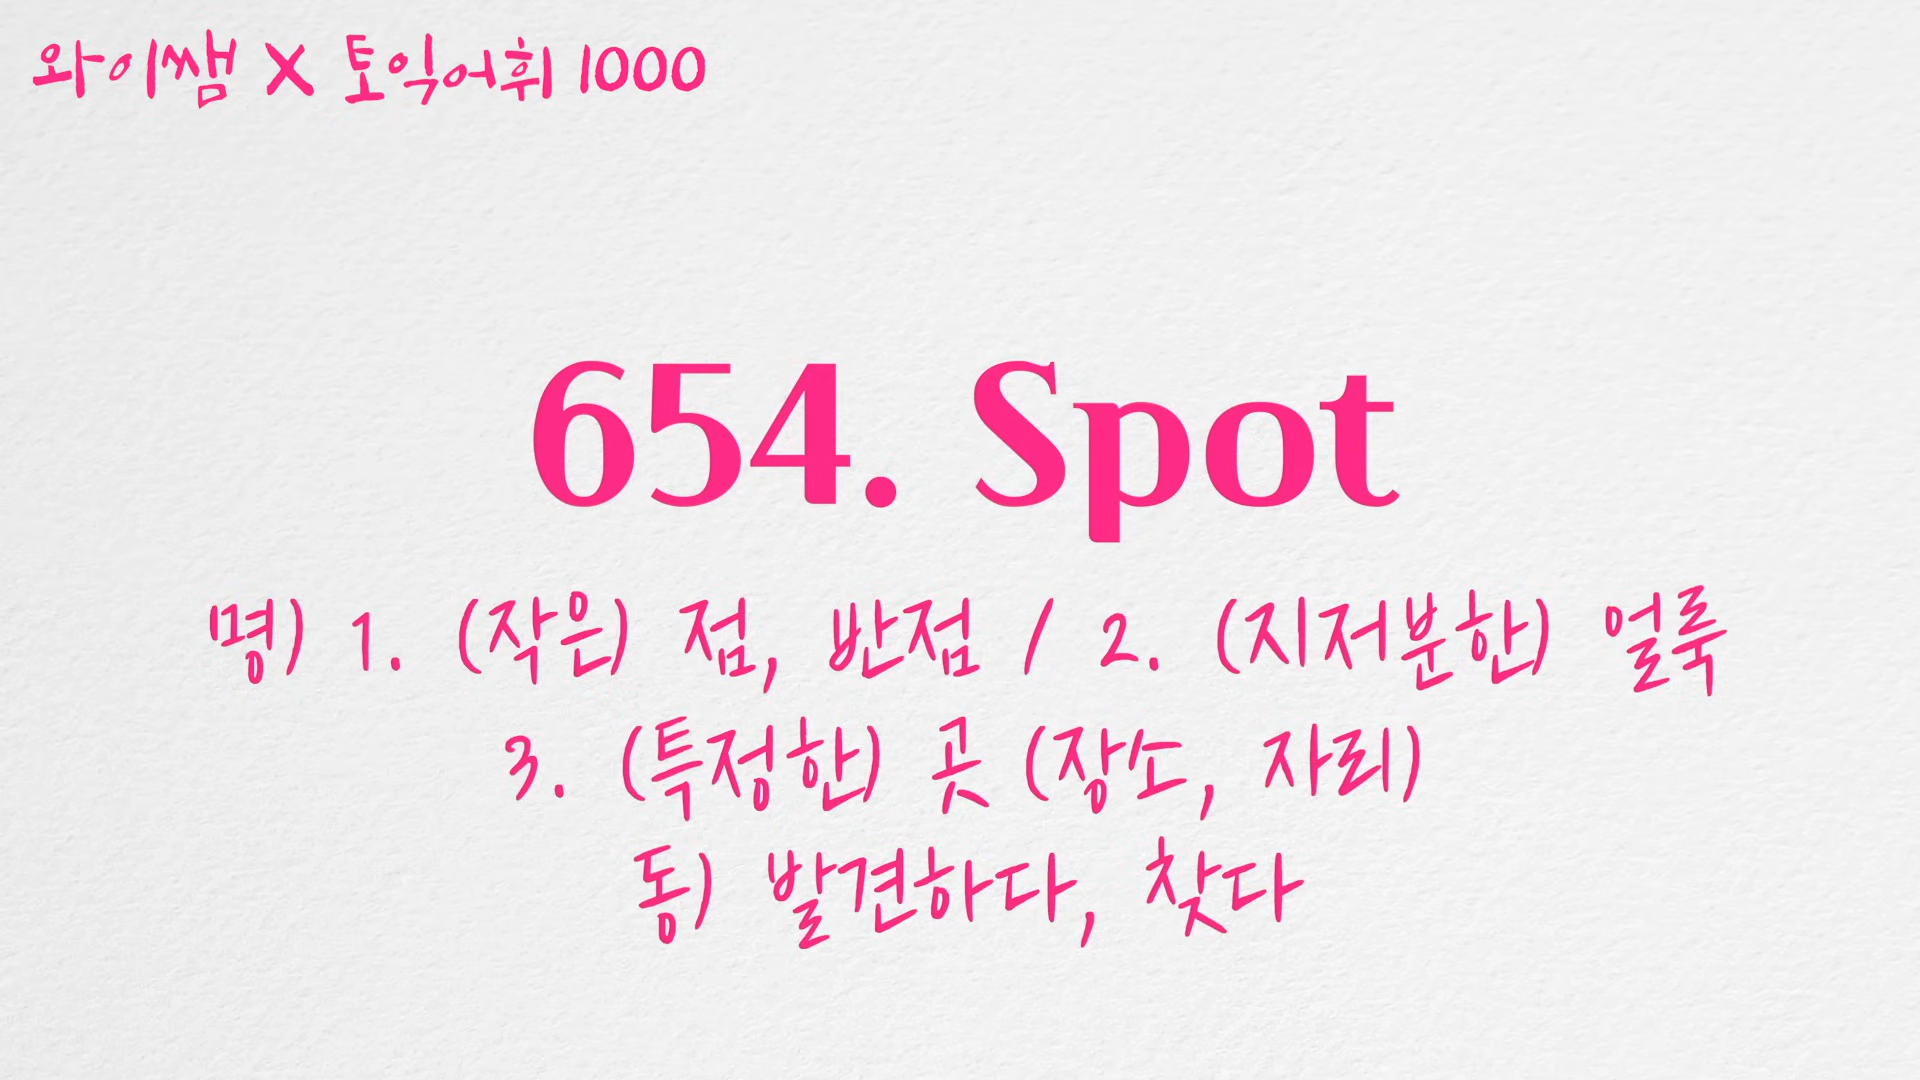 와이쌤 X 토익어휘 1000
654. Spot
명) 1. (작은) 점, 반점 / 2. (지저분한) 얼룩
3. (특정한) 곳 (장소, 자리)
동) 발견하다, 찾다